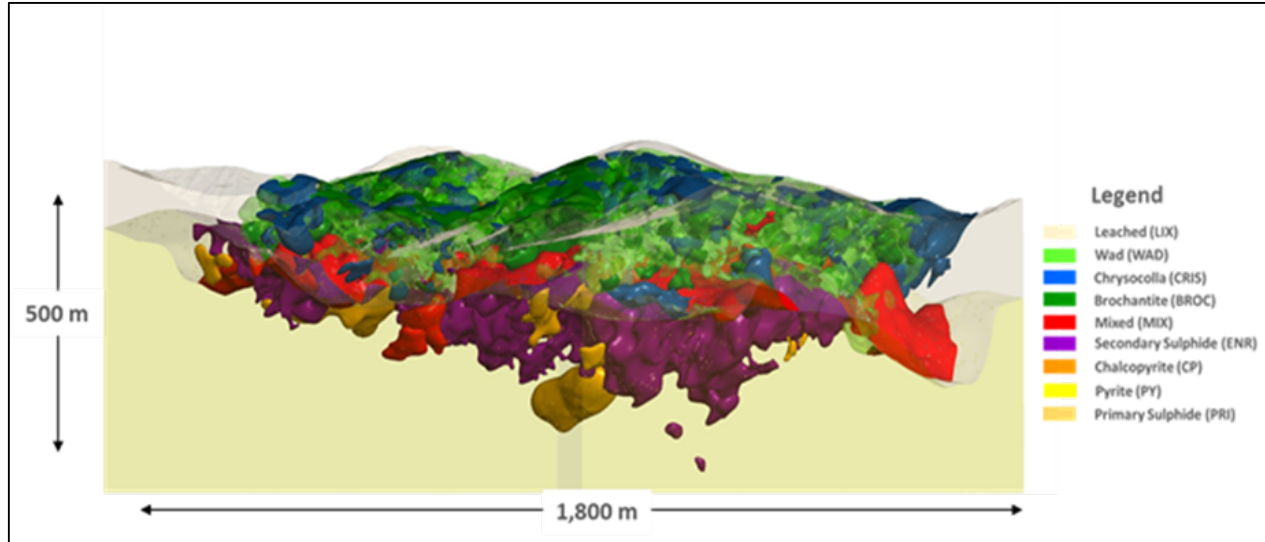 500 m
1,800 m
Legend
Leached (LIX)
Wad (WAD)
Chrysocolla (CRIS)
Brochantite (BROC)
Mixed (MIX)
Secondary Sulphide (ENR)
Chalcopyrite (CP)
Pyrite (PY)
Primary Sulphide (PRI)